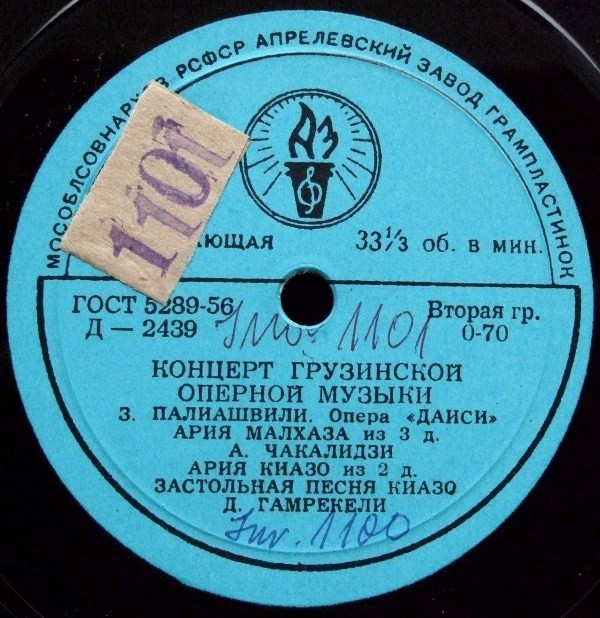 МОСОБЛСОВНАРХ З РСФСР АПРЕЛЕВСКИЙ ЗАВОД ГРАМПЛАСТИНОК
1101
АЗ
ЮЩАЯ
33⅓ об. в мин.
ГОСТ 5289-56
Вторая гр.
Д — 2439
Inv. 1101
0-70
КОНЦЕРТ ГРУЗИНСКОЙ
ОПЕРНОЙ МУЗЫКИ
З. ПАЛИАШВИЛИ. Опера «ДАИСИ»
АРИЯ МАЛХАЗА из 3 д.
А. ЧАКАЛИДЗИ
АРИЯ КИАЗО из 2 д.
ЗАСТОЛЬНАЯ ПЕСНЯ КИАЗО
Д. ГАМРЕКЕЛИ
Inv. 1100